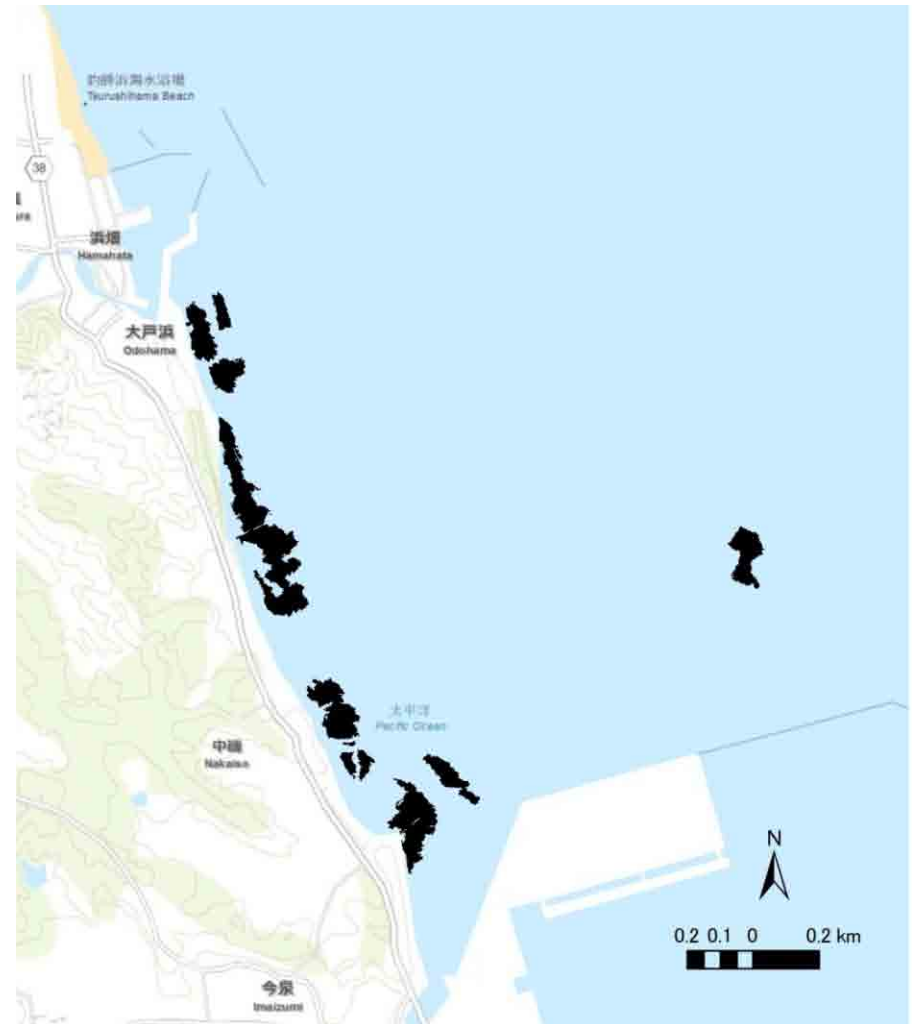 釣師浜海水浴場
Tsurushihama Beach
38
浜畑
Hamahata
大戸浜
Odohama
太平洋
Pacific Ocean
中磯
Nakaiso
N
0.2 0.1 0 0.2 km
今泉
Imaizumi